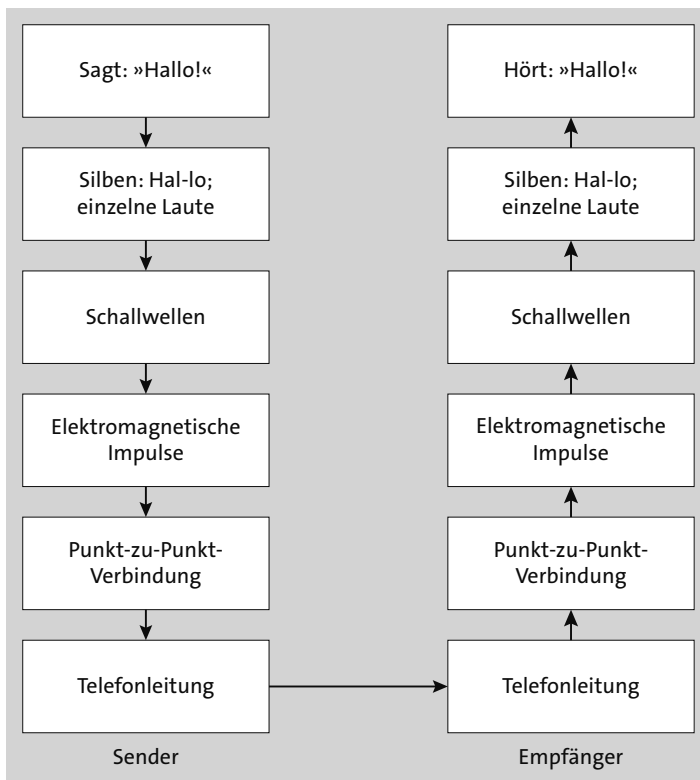 Sagt: »Hallo!«
Silben: Hal-lo;
einzelne Laute
Schallwellen
Elektromagnetische
Impulse
Punkt-zu-Punkt-
Verbindung
Telefonleitung
Sender
Hört: »Hallo!«
Silben: Hal-lo;
einzelne Laute
Schallwellen
Elektromagnetische
Impulse
Punkt-zu-Punkt-
Verbindung
Telefonleitung
Empfänger